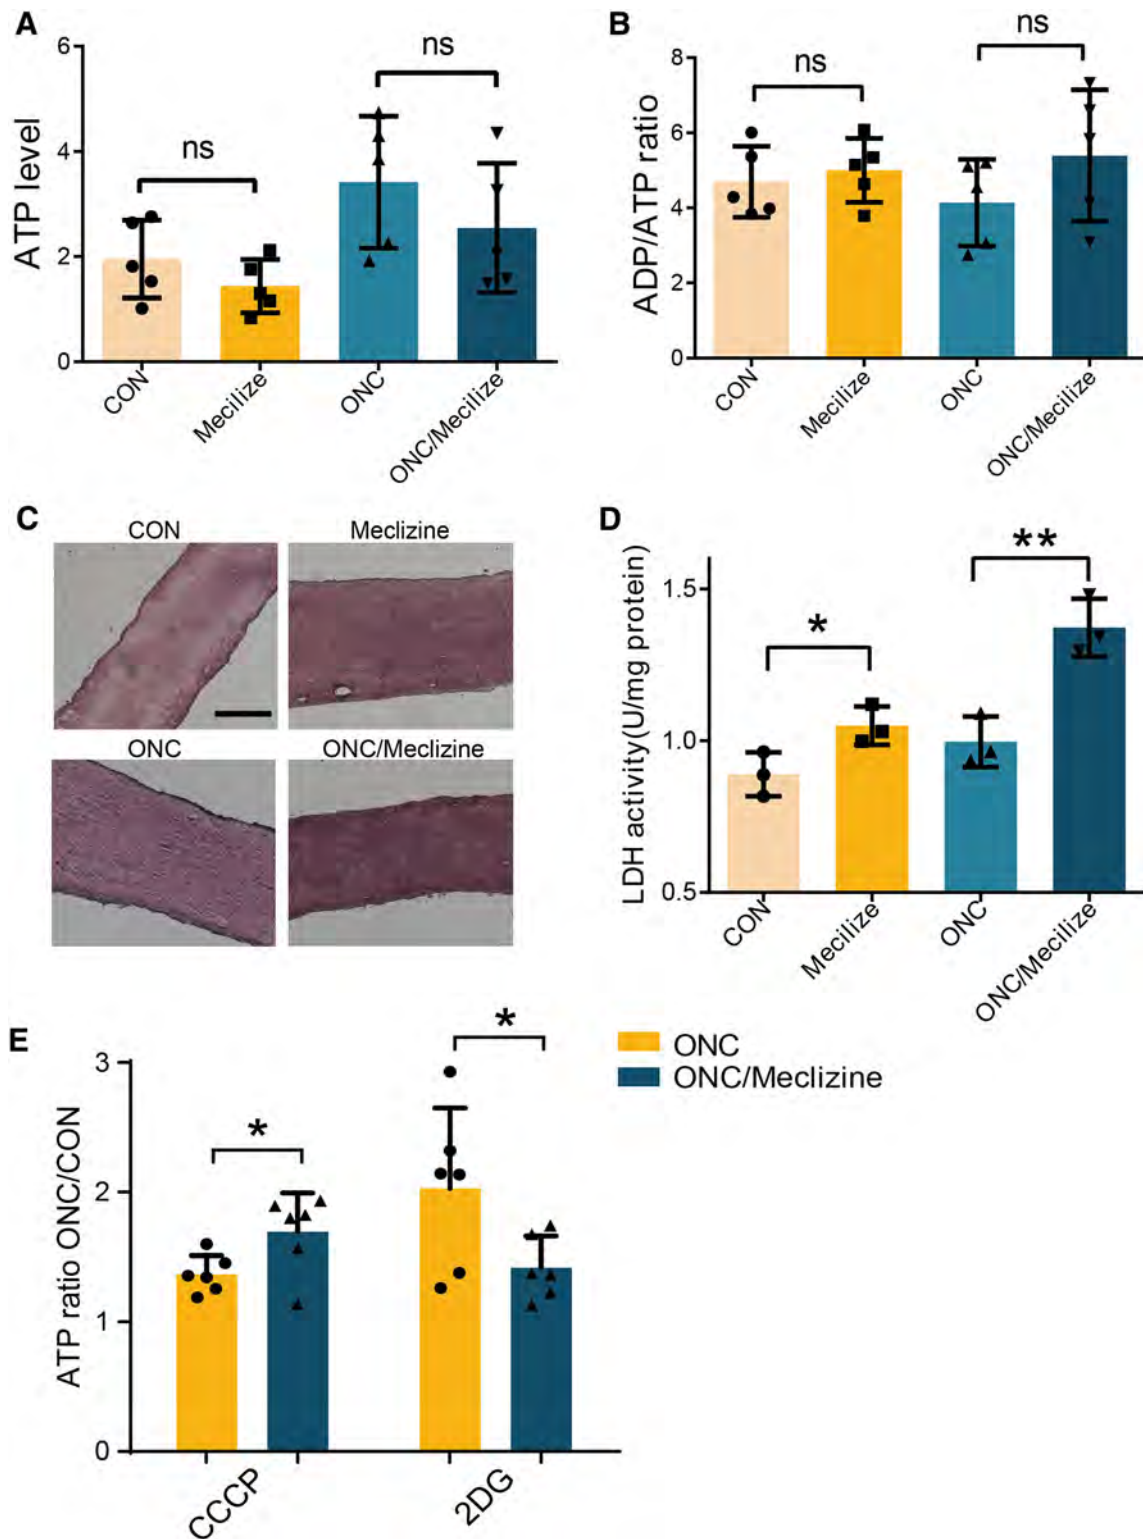 A
ATP level
6
4
2
0
ns
ns
CON
Mecilize
ONC
ONC/Mecilize
B
ADP/ATP ratio
8
6
4
2
0
ns
ns
CON
Mecilize
ONC
ONC/Mecilize
C
CON
Meclizine
ONC
ONC/Meclizine
D
LDH activity(U/mg protein)
1.5
1.0
0.5
*
**
CON
Mecilize
ONC
ONC/Mecilize
E
ATP ratio ONC/CON
3
2
1
0
*
*
CCCP
2DG
ONC
ONC/Meclizine